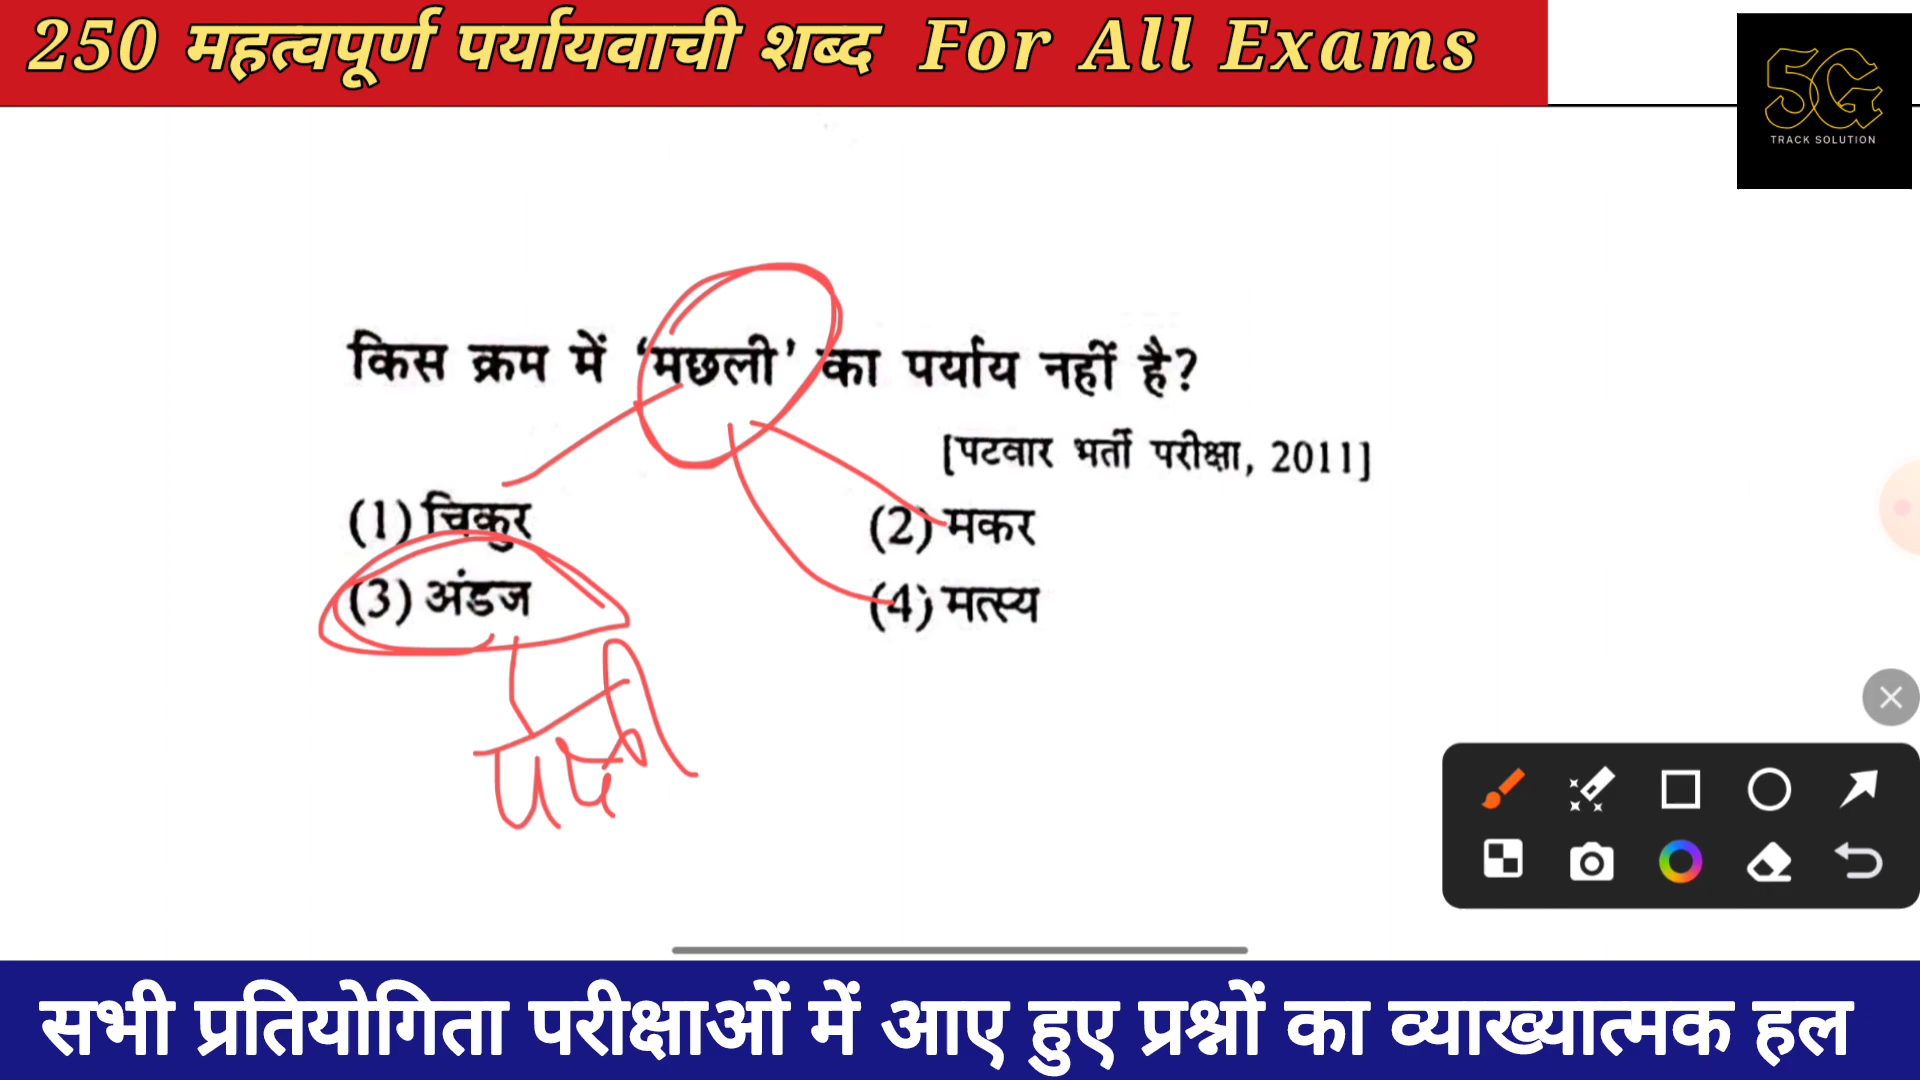 250 महत्वपूर्ण पर्यायवाची शब्द For All Exams
5G
TRACK SOLUTION
किस क्रम में ‘मछली’ का पर्याय नहीं है?
[पटवार भर्ती परीक्षा, 2011]
(1) चिकुर (2) मकर
(3) अंडज (4) मत्स्य
सभी प्रतियोगिता परीक्षाओं में आए हुए प्रश्नों का व्याख्यात्मक हल